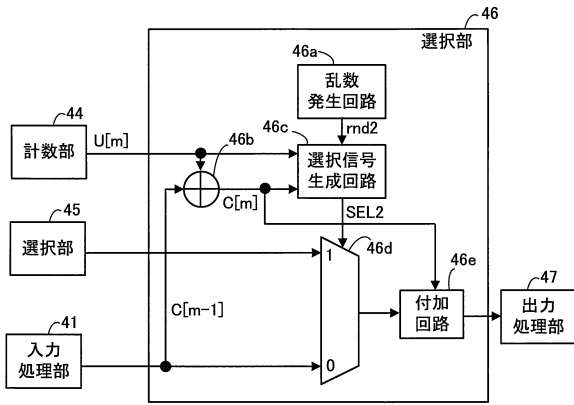 46
選択部
46a
乱数
発生回路
rnd2
44
計数部
U[m]
46b
46c
選択信号
生成回路
C[m]
SEL2
45
選択部
46d
1
46e
付加
回路
47
出力
処理部
C[m-1]
41
入力
処理部
0